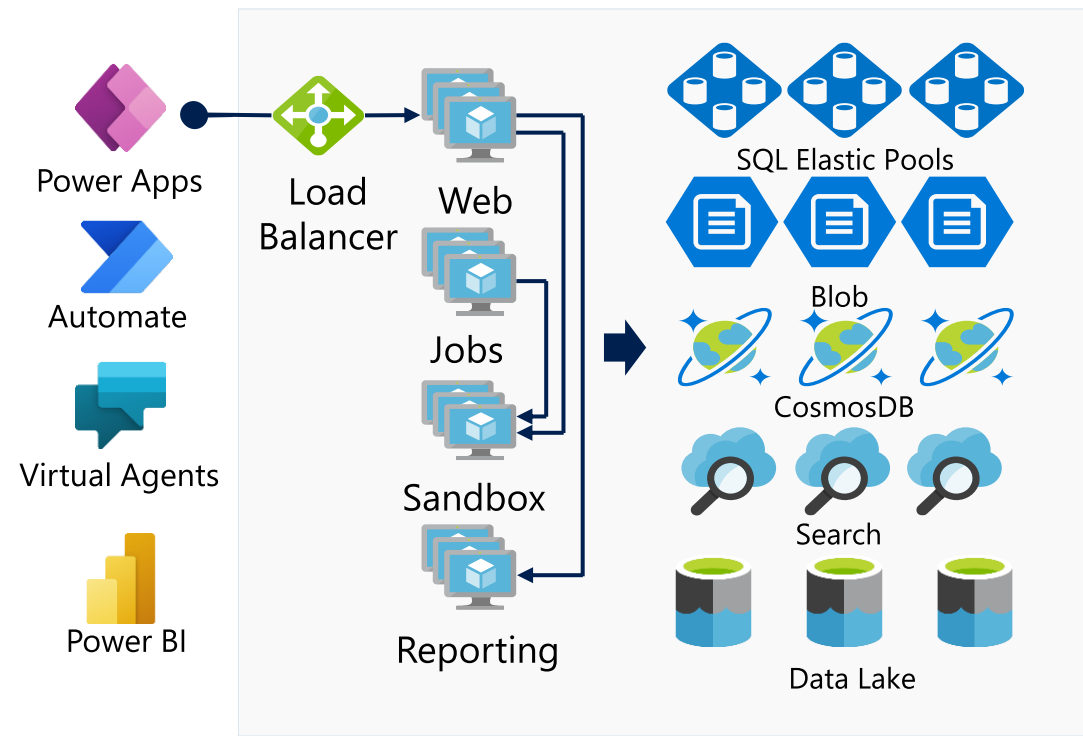 Power Apps
Automate
Virtual Agents
Power BI
Load
Balancer
Web
Jobs
Sandbox
Reporting
SQL Elastic Pools
Blob
CosmosDB
Search
Data Lake